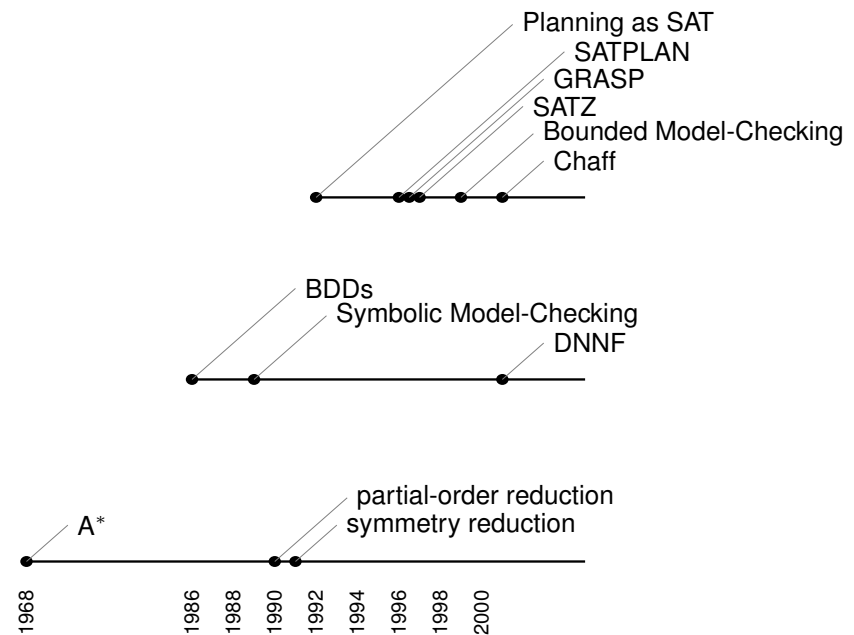 Planning as SAT
SATPLAN
GRASP
SATZ
Bounded Model-Checking
Chaff
BDDs
Symbolic Model-Checking
DNNF
partial-order reduction
A* symmetry reduction
1968 1986 1988 1990 1992 1994 1996 1998 2000